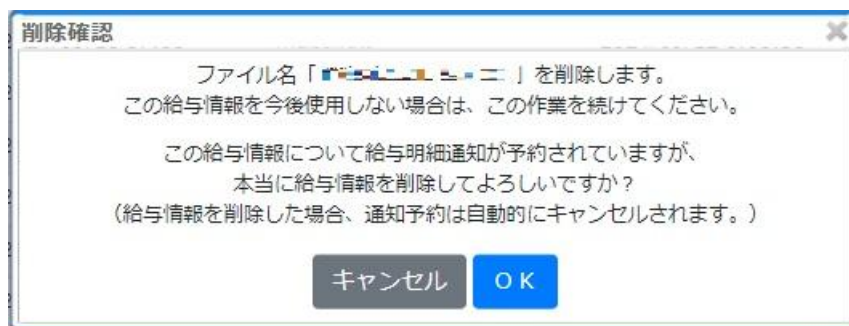 削除確認
ファイル名「 」を削除します。
この給与情報を今後使用しない場合は、この作業を続けてください。
この給与情報について給与明細通知が予約されていますが、
本当に給与情報を削除してよろしいですか？
（給与情報を削除した場合、通知予約は自動的にキャンセルされます。）
キャンセル
ＯＫ